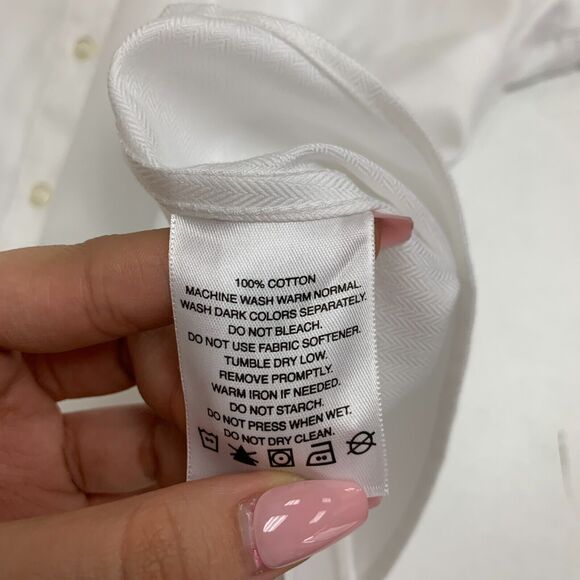 100% COTTON
MACHINE WASH WARM NORMAL.
WASH DARK COLORS SEPARATELY.
DO NOT BLEACH.
DO NOT USE FABRIC SOFTENER.
TUMBLE DRY LOW.
REMOVE PROMPTLY.
WARM IRON IF NEEDED.
DO NOT STARCH.
DO NOT PRESS WHEN WET.
DO NOT DRY CLEAN.